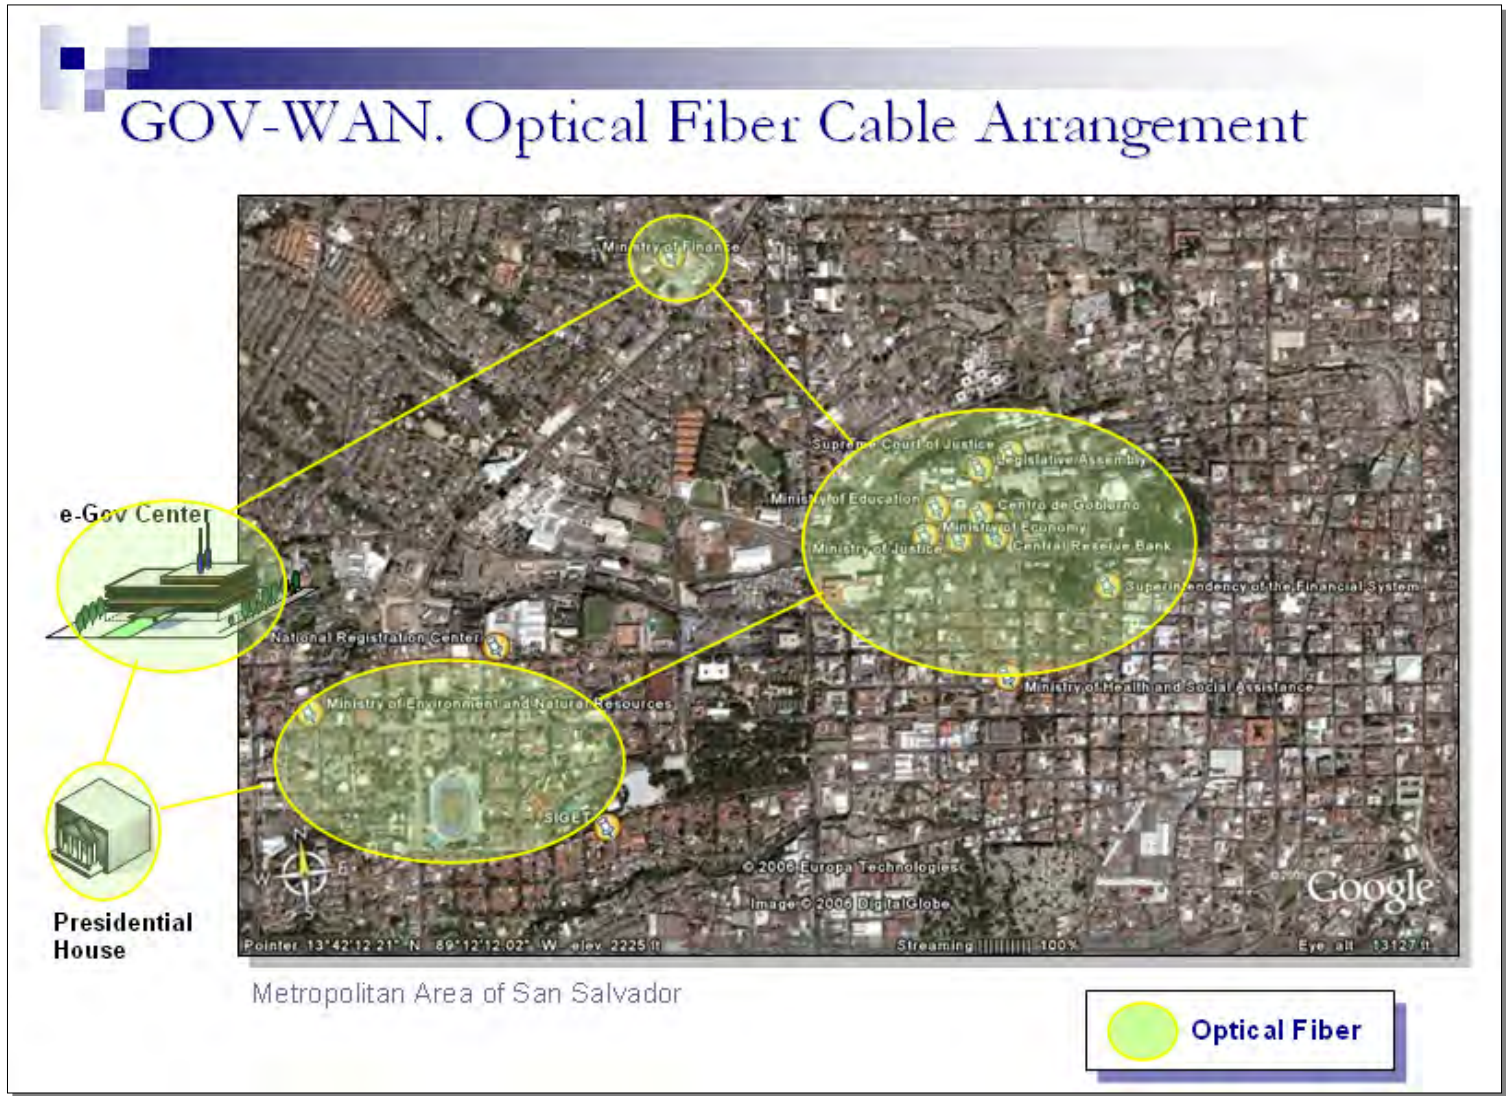 GOV-WAN. Optical Fiber Cable Arrangement
Ministry of Finance
Supreme Court of Justice
Legislative Assembly
Ministry of Education
Centro de Gobierno
Ministry of Economy
Ministry of Justice
Central Reserve Bank
Superintendency of the Financial System
e-Gov Center
National Registration Center
Ministry of Health and Social Assistance
Ministry of Environment and Natural Resources
SIGET
N
W
E
S
© 2006 Europa Technologies
Image © 2006 DigitalGlobe
Google
Presidential
House
Pointer 13°42'12.21" N 89°12'12.02" W elev 2225 ft
Streaming |||||||||| 100%
Eye alt 13127 ft
Metropolitan Area of San Salvador
Optical Fiber